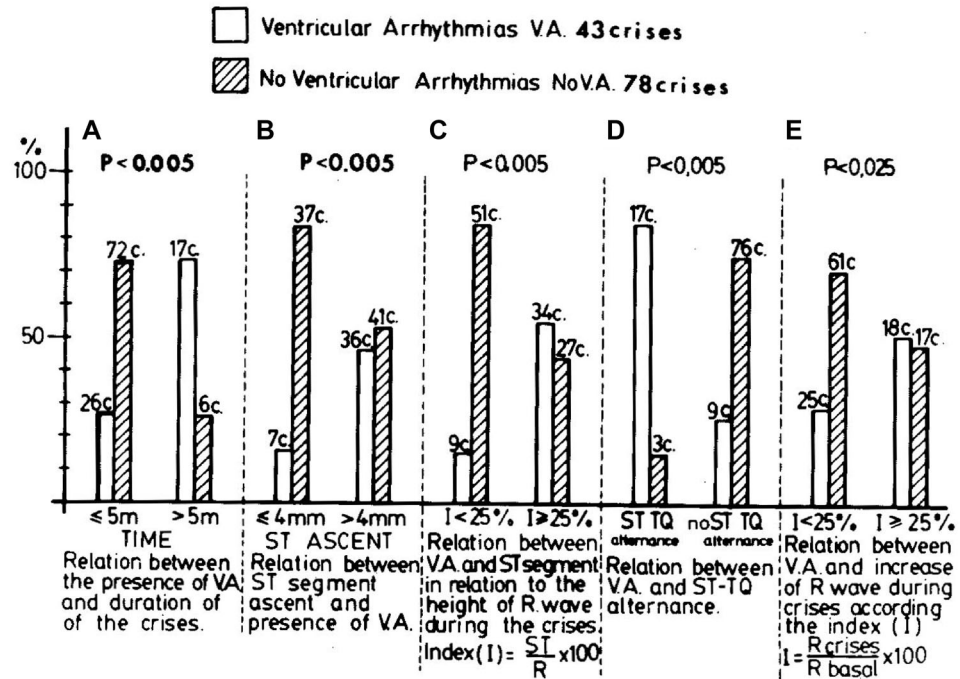 Ventricular Arrhythmias V.A. 43 crises
No Ventricular Arrhythmias No V.A. 78 crises
A B C D E
%
P<0.005 P<0.005 P<0.005 P<0,005 P<0,025
100
50
26c. 72c. 17c. 6c.
7c. 37c. 36c. 41c.
9c. 51c. 34c. 27c.
17c. 3c. 9c. 76c.
25c. 61c 18c. 17c.
≤ 5m >5m
TIME
Relation between
the presence of V.A.
and duration of
of the crises.
≤ 4mm >4mm
ST ASCENT
Relation between
ST segment
ascent and
presence of V.A.
I<25% I≥25%
Relation between
V.A. and ST segment
in relation to the
height of R. wave
during the crises.
Index (I) = ST/R x100
ST TQ no ST TQ
alternance alternance
Relation between
V.A. and ST-TQ
alternance.
I<25% I ≥ 25%
Relation between
V.A. and increase
of R wave during
crises according
the index (I)
I = R crises/R basal x100